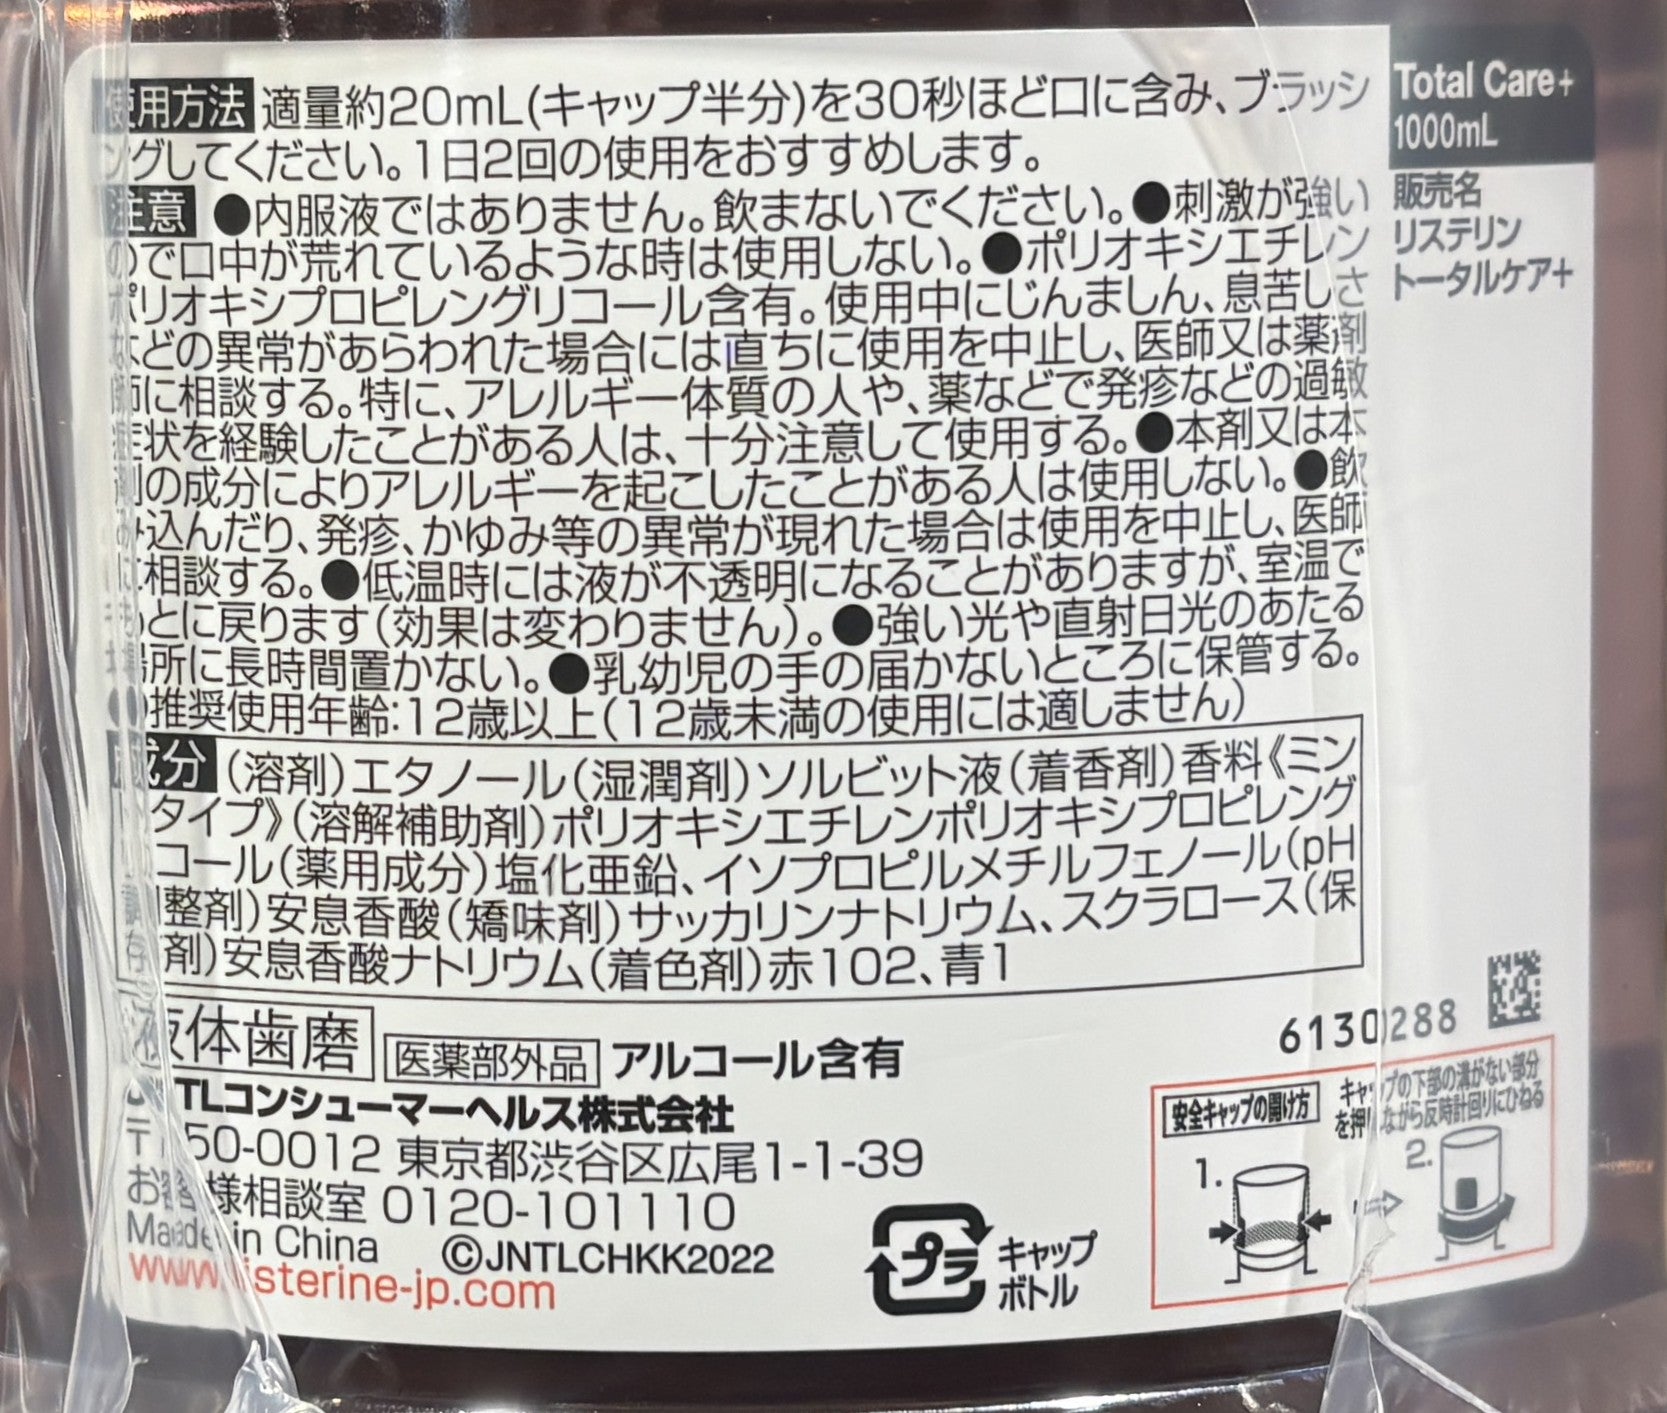 使用方法 適量約20mL(キャップ半分)を30秒ほど口に含み、ブラッシ
ングしてください。1日2回の使用をおすすめします。
注意 ●内服液ではありません。飲まないでください。●刺激が強い
ので口中が荒れているような時は使用しない。●ポリオキシエチレン
ポリオキシプロピレングリコール含有。使用中にじんましん、息苦しさ
などの異常があらわれた場合には直ちに使用を中止し、医師又は薬剤
師に相談する。特に、アレルギー体質の人や、薬などで発疹などの過敏
症状を経験したことがある人は、十分注意して使用する。●本剤又は本
剤の成分によりアレルギーを起こしたことがある人は使用しない。●飲
み込んだり、発疹、かゆみ等の異常が現れた場合は使用を中止し、医師
に相談する。●低温時には液が不透明になることがありますが、室温で
もとに戻ります(効果は変わりません)。●強い光や直射日光のあたる
場所に長時間置かない。●乳幼児の手の届かないところに保管する。
●推奨使用年齢:12歳以上(12歳未満の使用には適しません)
成分 (溶剤)エタノール(湿潤剤)ソルビット液(着香剤)香料《ミン
トタイプ》(溶解補助剤)ポリオキシエチレンポリオキシプロピレング
リコール(薬用成分)塩化亜鉛、イソプロピルメチルフェノール(pH
調整剤)安息香酸(矯味剤)サッカリンナトリウム、スクラロース(保
存剤)安息香酸ナトリウム(着色剤)赤102、青1
液体歯磨 医薬部外品 アルコール含有
JNTLコンシューマーヘルス株式会社
〒150-0012 東京都渋谷区広尾1-1-39
お客様相談室 0120-101110
Made in China ©JNTLCHKK2022
www.listerine-jp.com
プラ
キャップ
ボトル
Total Care+
1000mL
販売名
リステリン
トータルケア+
61300288
安全キャップの開け方
キャップの下部の溝がない部分
を押しながら反時計回りにひねる
1.
2.